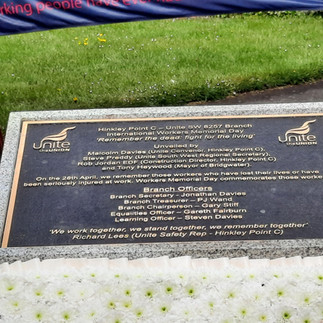 rking people
Hinkley Point C - Unite SW 6257 Branch
International Workers Memorial Day
'Remember the dead fight for the living'
Unveiled by
Malcolm Davies (Unite Convenor, Hinkley Point C),
Steve Preddy (Unite South West Regional Secretary),
Rob Jordan EDF (Construction Director, Hinkley Point C)
and Tony Heywood (Mayor of Bridgwater)
On the 28th April, we remember those who have lost their lives or have
been seriously injured at work. Workers Memorial Day commemorates those workers
Branch Officers
Branch Secretary - Jonathan Davies
Branch Treasurer - PJ Wand
Branch Chairperson - Gary Stiff
Equalities Officer - Gareth Fairburn
Learning Officer - Steven Davies
"We work together, we stand together, we remember together"
Richard Lees (Unite Safety Rep - Hinkley Point C)
Unite
the UNION
Unite
the UNION